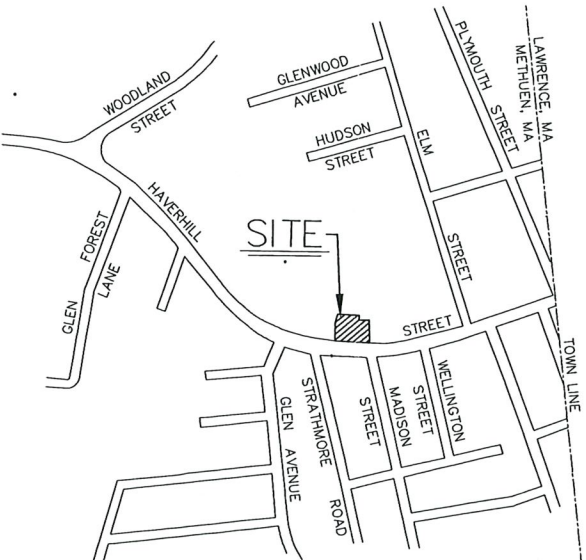 WOODLAND
STREET
GLENWOOD
AVENUE
HUDSON
STREET
ELM
STREET
PLYMOUTH STREET
LAWRENCE, MA
METHUEN, MA
HAVERHILL
STREET
SITE
GLEN FOREST
LANE
GLEN AVENUE
STRATHMORE
ROAD
MADISON
STREET
WELLINGTON
STREET
TOWN LINE